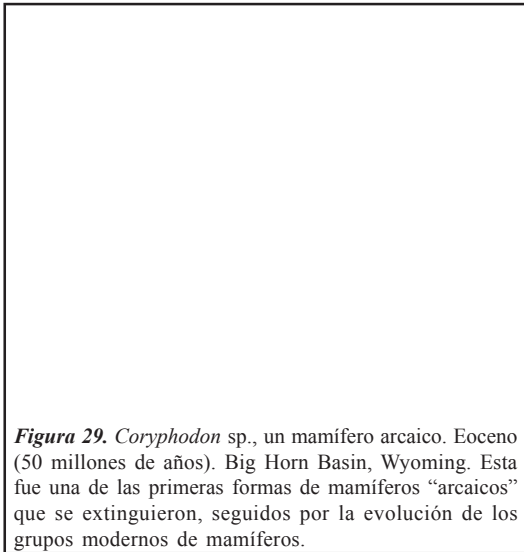 Figura 29. Coryphodon sp., un mamífero arcaico. Eoceno
(50 millones de años). Big Horn Basin, Wyoming. Esta
fue una de las primeras formas de mamíferos “arcaicos”
que se extinguieron, seguidos por la evolución de los
grupos modernos de mamíferos.